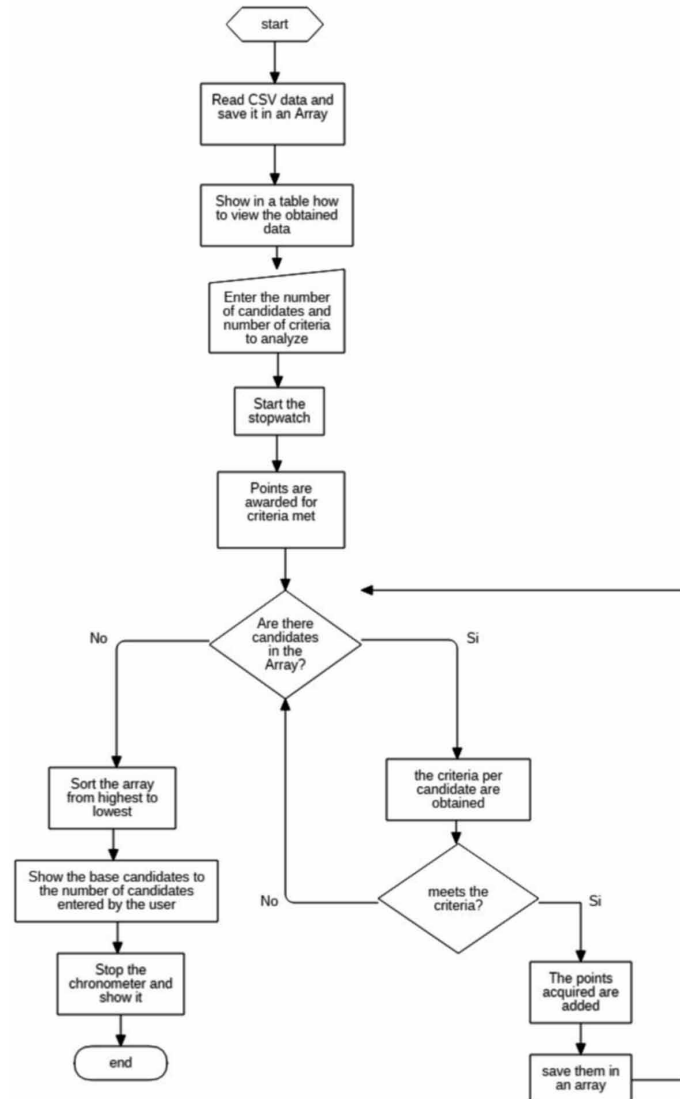 start
Read CSV data and
save it in an Array
Show in a table how
to view the obtained
data
Enter the number
of candidates and
number of criteria
to analyze
Start the
stopwatch
Points are
awarded for
criteria met
Are there
candidates
in the
Array?
No
Si
Sort the array
from highest to
lowest
the criteria per
candidate are
obtained
Show the base candidates to
the number of candidates
entered by the user
meets the
criteria?
No
Si
Stop the
chronometer and
show it
The points
acquired are
added
end
save them in
an array